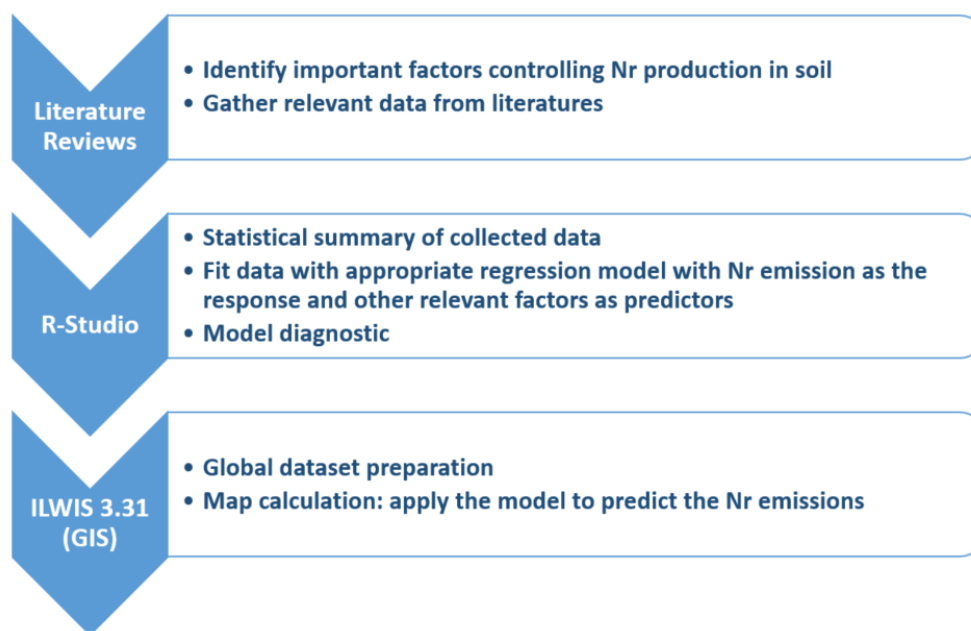 Literature
Reviews
• Identify important factors controlling Nr production in soil
• Gather relevant data from literatures
R-Studio
• Statistical summary of collected data
• Fit data with appropriate regression model with Nr emission as the
response and other relevant factors as predictors
• Model diagnostic
ILWIS 3.31
(GIS)
• Global dataset preparation
• Map calculation: apply the model to predict the Nr emissions